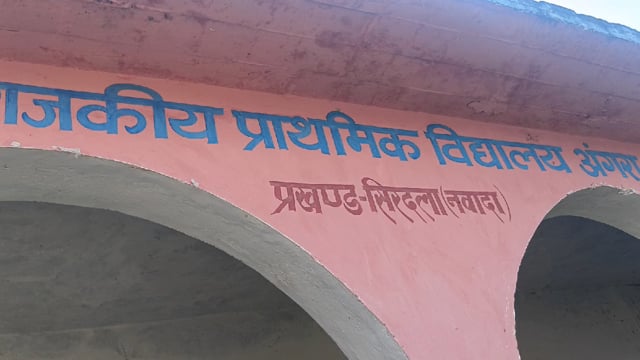 राजकीय प्राथमिक विद्यालय
प्रखण्ड-सिरदला (नवादा)